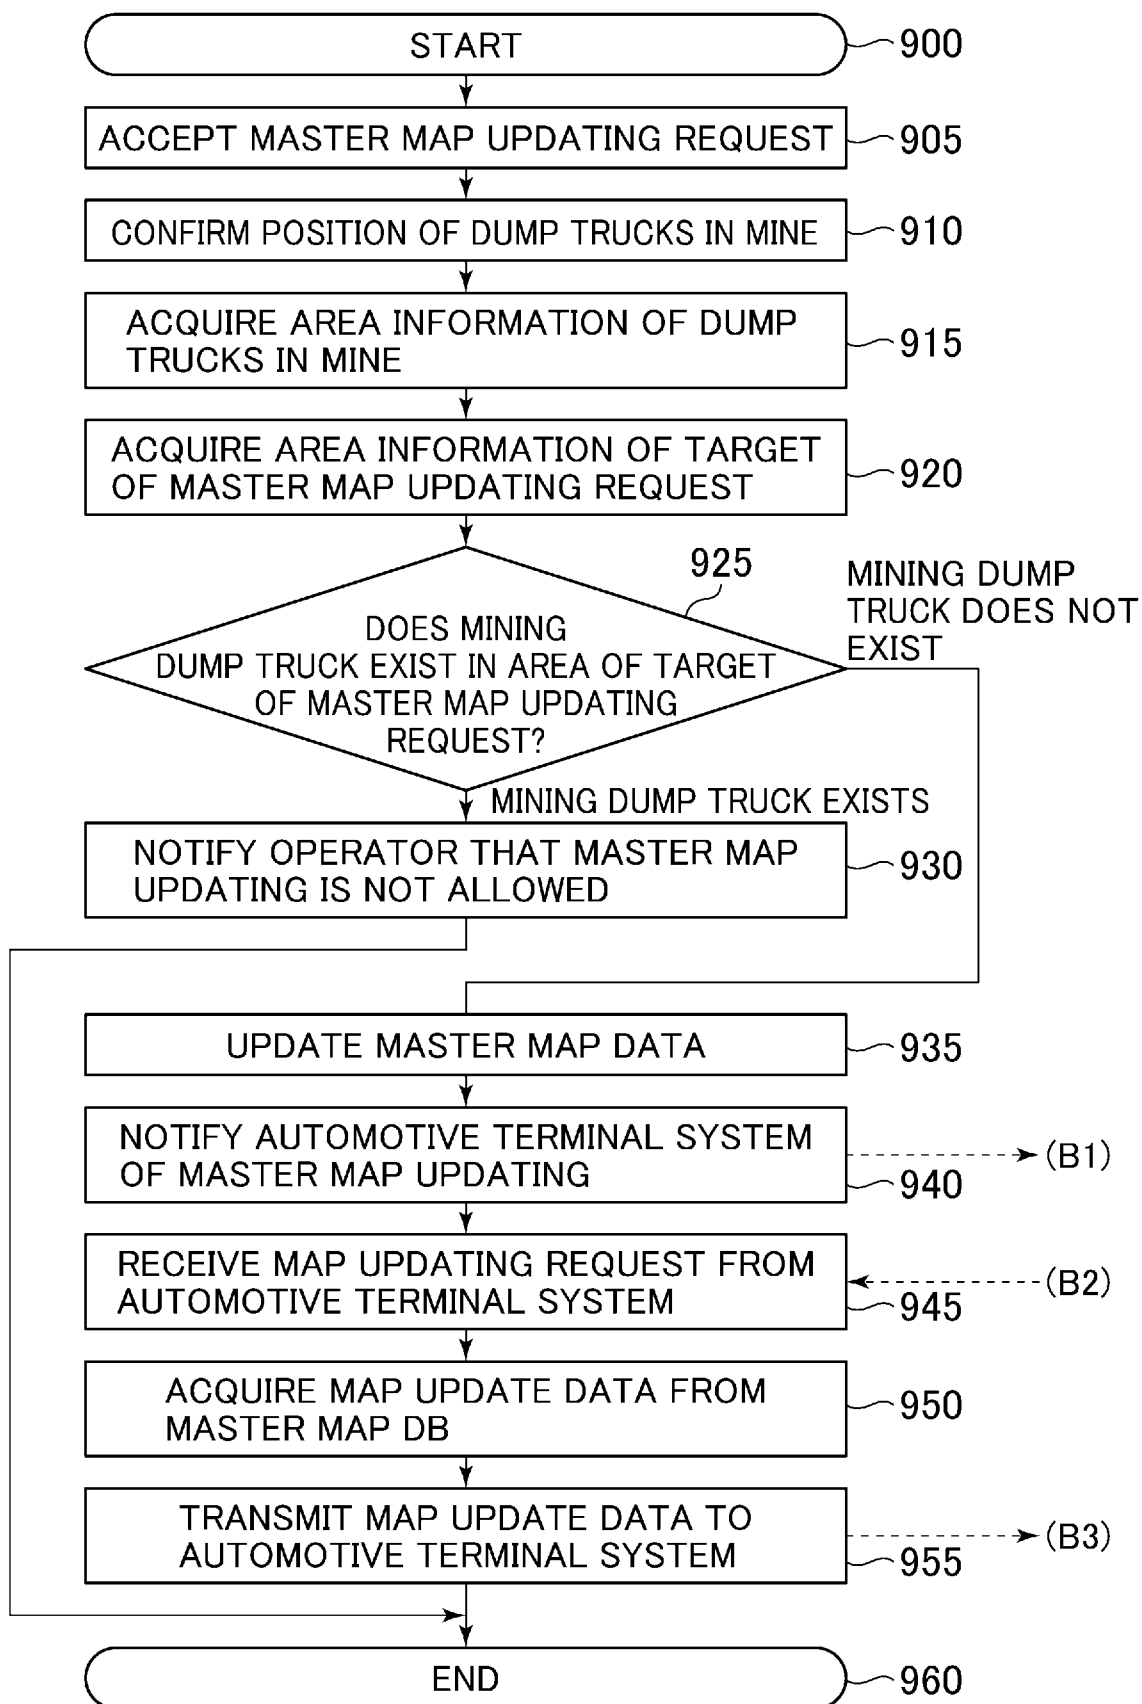 START
900
ACCEPT MASTER MAP UPDATING REQUEST
905
CONFIRM POSITION OF DUMP TRUCKS IN MINE
910
ACQUIRE AREA INFORMATION OF DUMP
TRUCKS IN MINE
915
ACQUIRE AREA INFORMATION OF TARGET
OF MASTER MAP UPDATING REQUEST
920
925
DOES MINING
DUMP TRUCK EXIST IN AREA OF TARGET
OF MASTER MAP UPDATING
REQUEST?
MINING DUMP
TRUCK DOES NOT
EXIST
MINING DUMP TRUCK EXISTS
NOTIFY OPERATOR THAT MASTER MAP
UPDATING IS NOT ALLOWED
930
UPDATE MASTER MAP DATA
935
NOTIFY AUTOMOTIVE TERMINAL SYSTEM
OF MASTER MAP UPDATING
(B1)
940
RECEIVE MAP UPDATING REQUEST FROM
AUTOMOTIVE TERMINAL SYSTEM
(B2)
945
ACQUIRE MAP UPDATE DATA FROM
MASTER MAP DB
950
TRANSMIT MAP UPDATE DATA TO
AUTOMOTIVE TERMINAL SYSTEM
(B3)
955
END
960